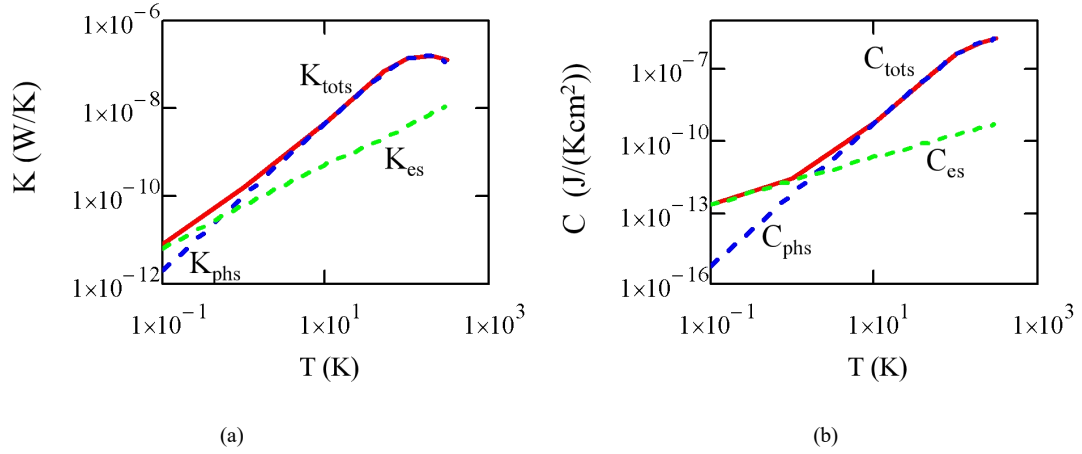 K (W/K)
1×10⁻⁶
1×10⁻⁸
1×10⁻¹⁰
1×10⁻¹²
K_tots
K_es
K_phs
1×10⁻¹
1×10¹
1×10³
T (K)
(a)
C (J/(Kcm²))
1×10⁻⁷
1×10⁻¹⁰
1×10⁻¹³
1×10⁻¹⁶
C_tots
C_es
C_phs
1×10⁻¹
1×10¹
1×10³
T (K)
(b)